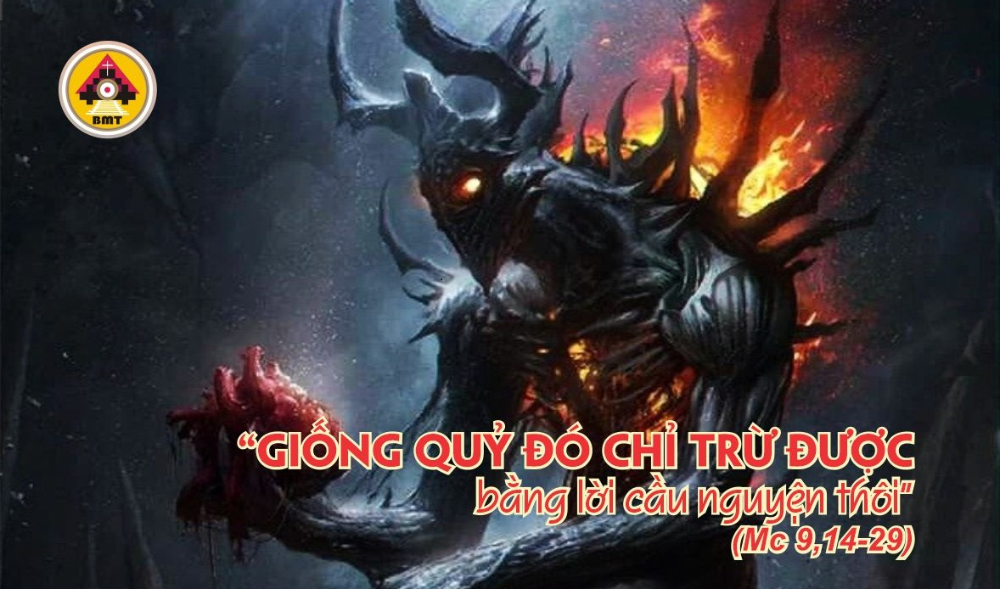 BMT
“GIỐNG QUỶ ĐÓ CHỈ TRỪ ĐƯỢC
bằng lời cầu nguyện thôi"
(Mc 9,14-29)